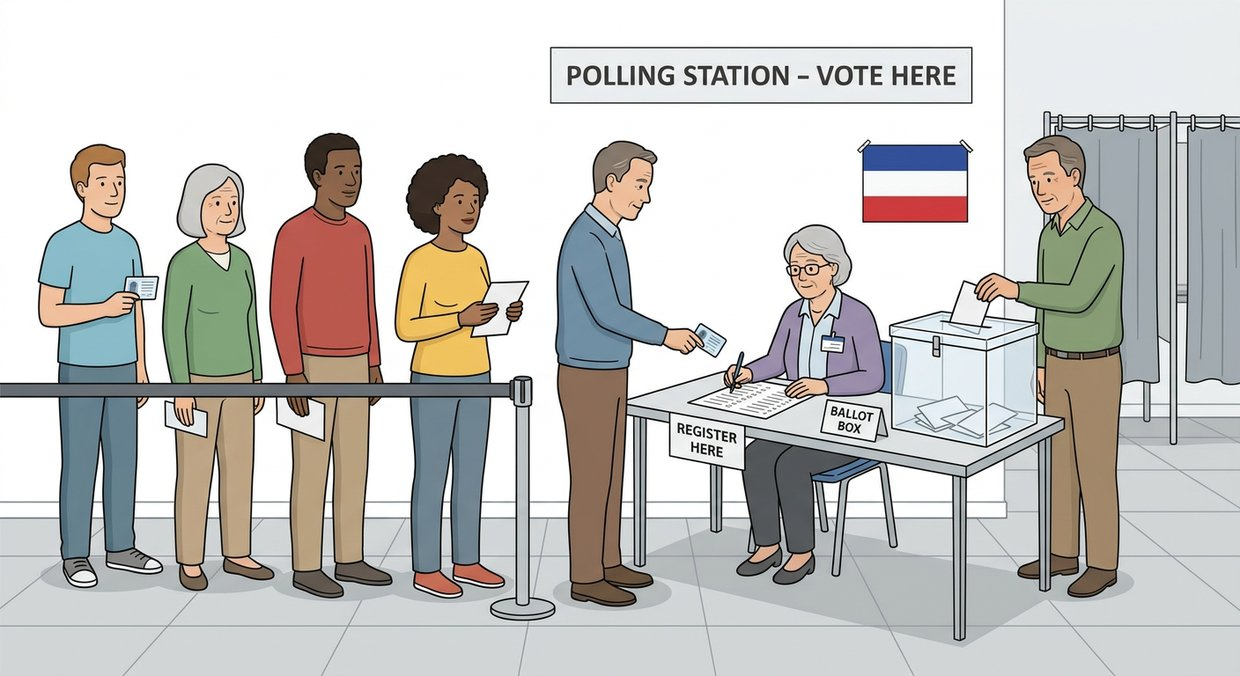 POLLING STATION – VOTE HERE
REGISTER
HERE
BALLOT
BOX